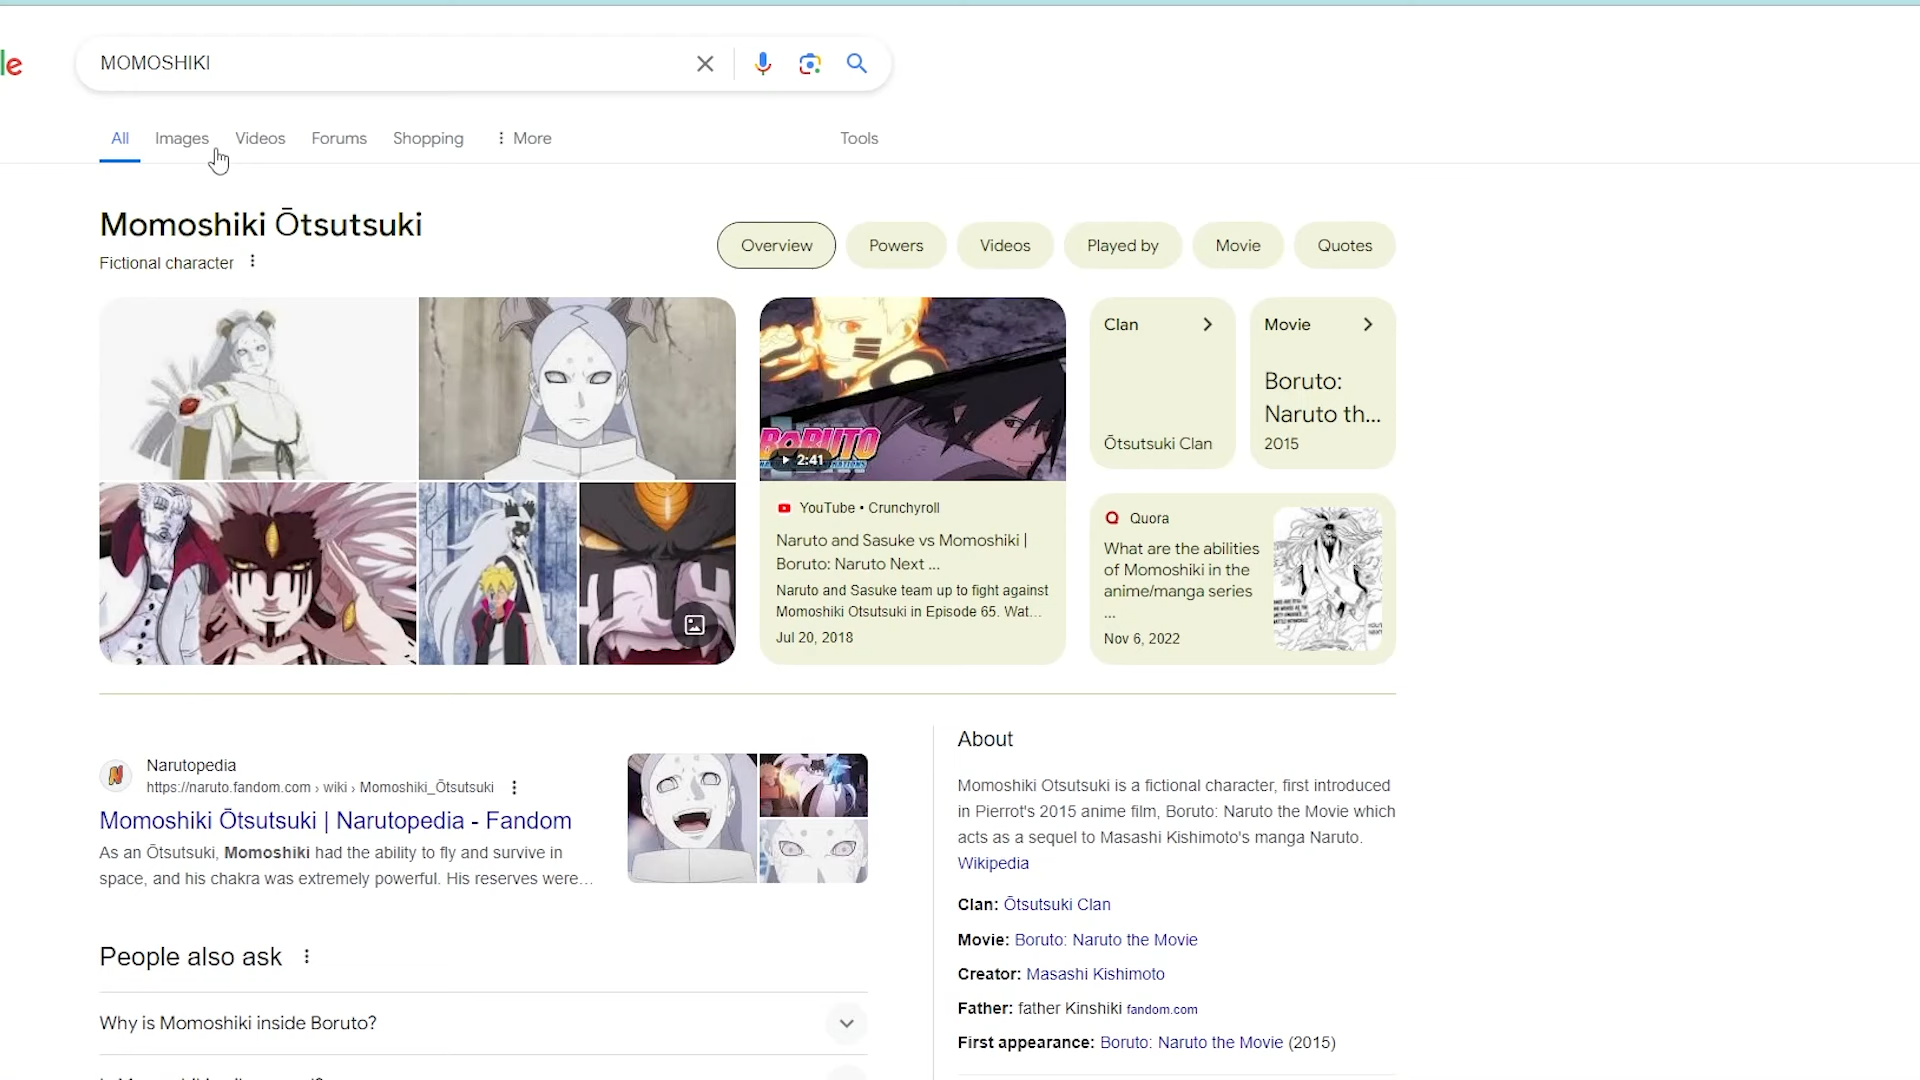 le
MOMOSHIKI
All Images Videos Forums Shopping More Tools
Momoshiki Ōtsutsuki
Fictional character
Overview Powers Videos Played by Movie Quotes
BORUTO
2:41
YouTube • Crunchyroll
Naruto and Sasuke vs Momoshiki |
Boruto: Naruto Next ...
Naruto and Sasuke team up to fight against
Momoshiki Otsutsuki in Episode 65. Wat...
Jul 20, 2018
Clan
Ōtsutsuki Clan
Movie
Boruto:
Naruto th...
2015
Quora
What are the abilities
of Momoshiki in the
anime/manga series
...
Nov 6, 2022
Narutopedia
https://naruto.fandom.com › wiki › Momoshiki_Ōtsutsuki
Momoshiki Ōtsutsuki | Narutopedia - Fandom
As an Ōtsutsuki, Momoshiki had the ability to fly and survive in
space, and his chakra was extremely powerful. His reserves were...
People also ask
Why is Momoshiki inside Boruto?
About
Momoshiki Otsutsuki is a fictional character, first introduced
in Pierrot's 2015 anime film, Boruto: Naruto the Movie which
acts as a sequel to Masashi Kishimoto's manga Naruto.
Wikipedia
Clan: Ōtsutsuki Clan
Movie: Boruto: Naruto the Movie
Creator: Masashi Kishimoto
Father: father Kinshiki fandom.com
First appearance: Boruto: Naruto the Movie (2015)